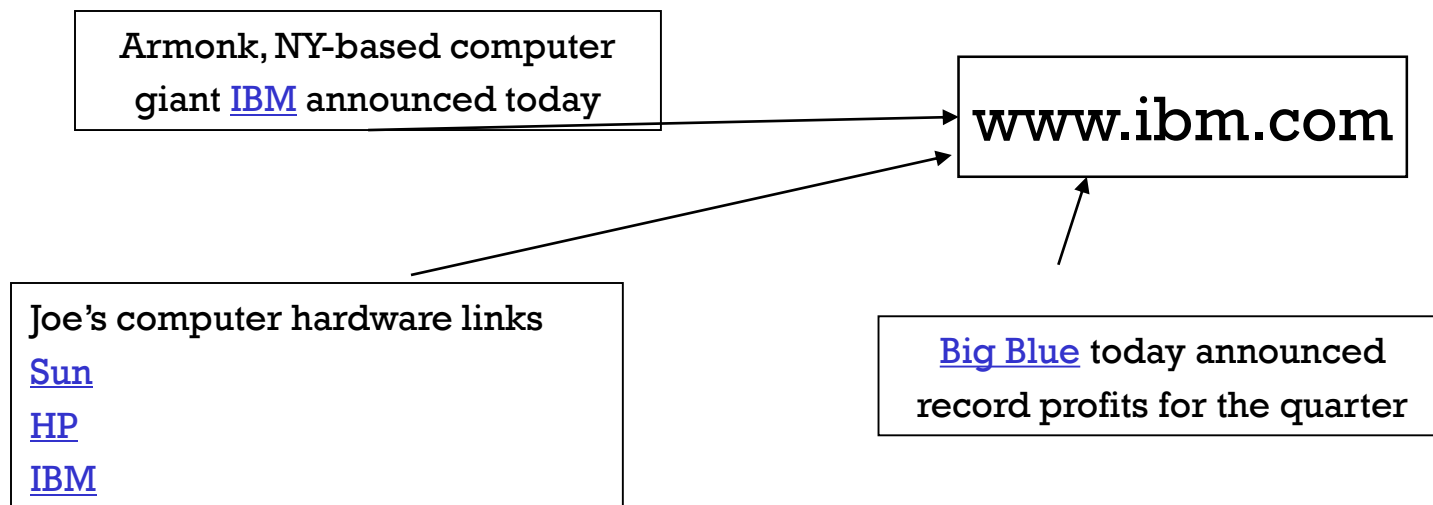 Armonk, NY-based computer
giant IBM announced today
www.ibm.com
Joe’s computer hardware links
Sun
HP
IBM
Big Blue today announced
record profits for the quarter